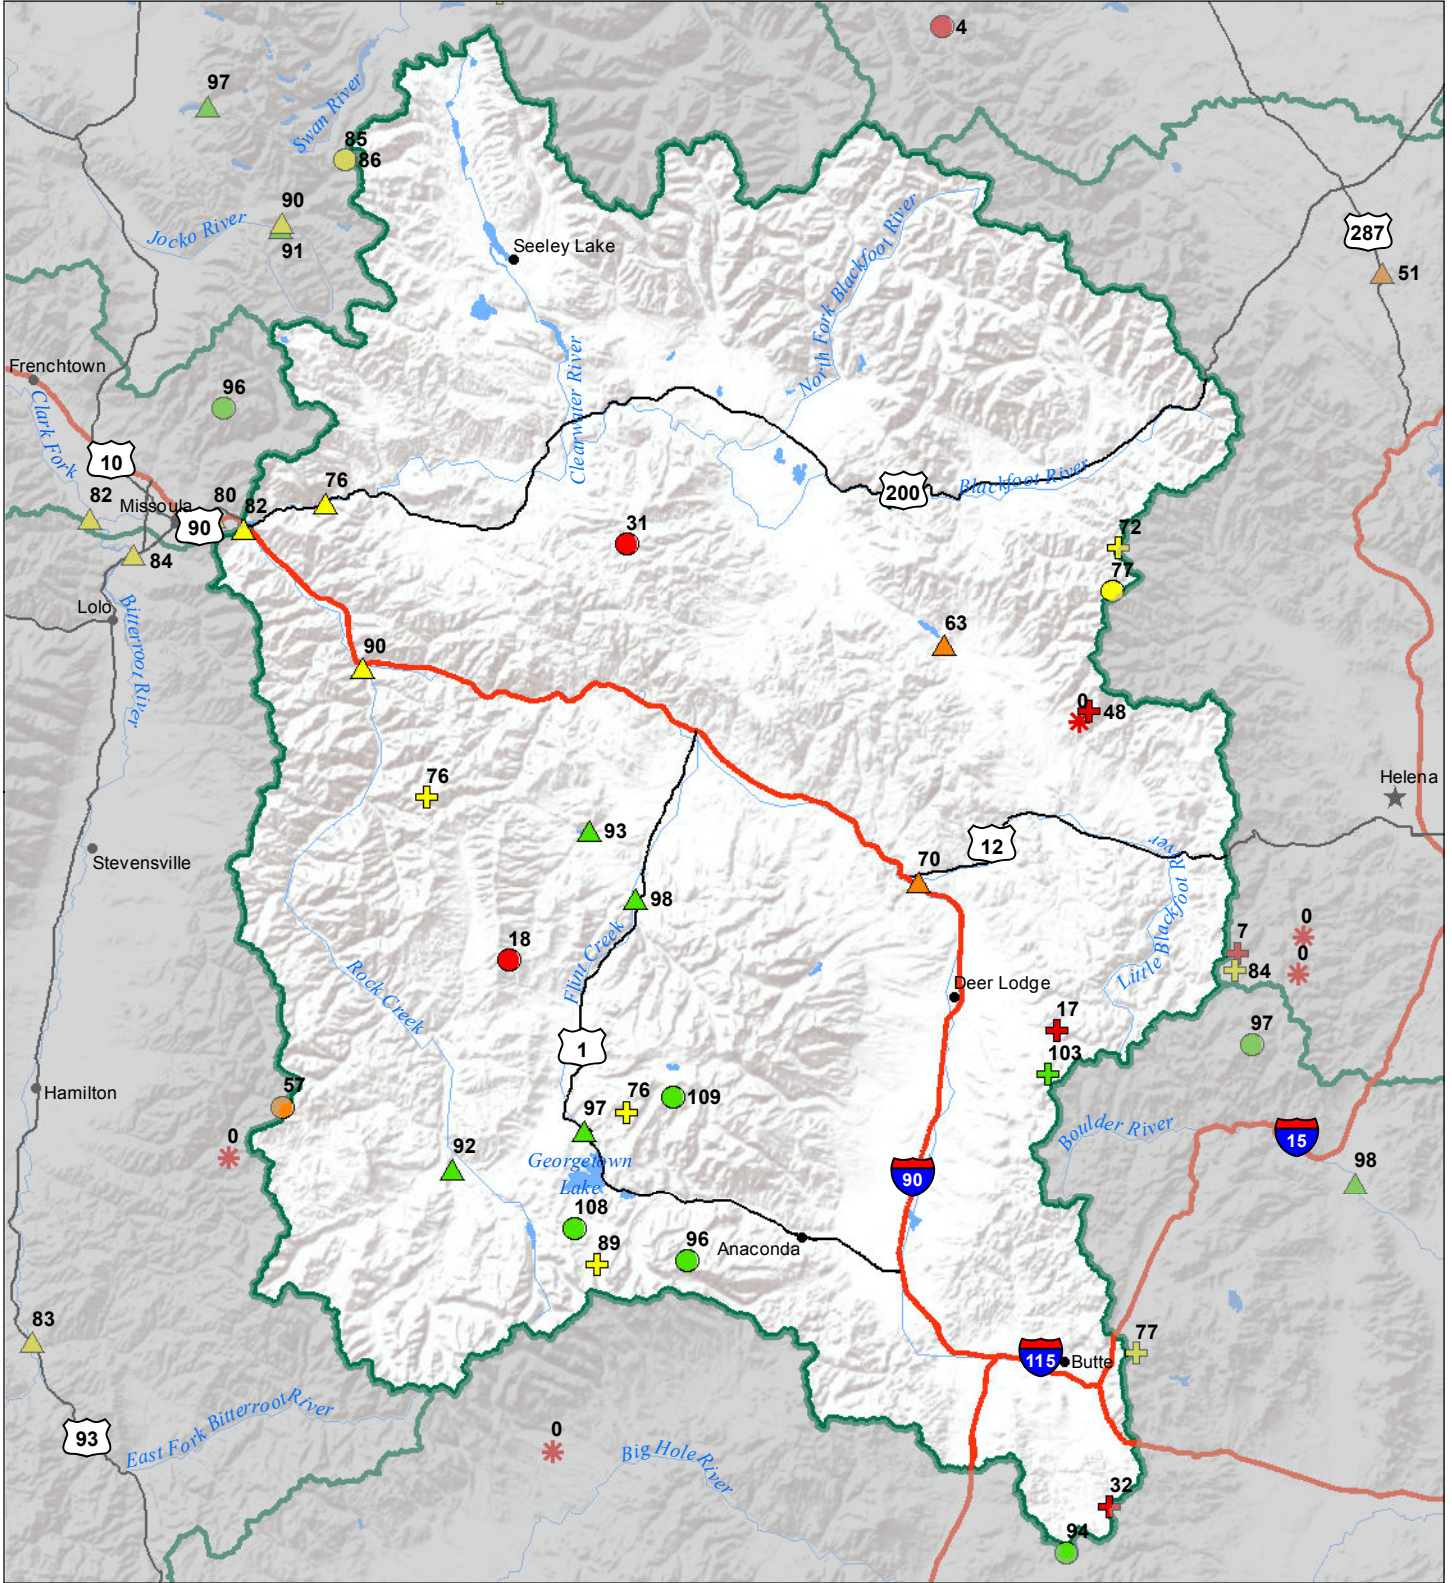 4
97
Swan River
85
86
90
Jocko River
91
Seeley Lake
287
51
North Fork Blackfoot River
Clearwater River
Frenchtown
96
Clark Fork
10
82
Missoula
80
82
76
90
200
Blackfoot River
84
31
72
77
Lolo
Bitterroot River
63
90
0
48
76
Helena
93
12
Stevensville
70
98
Little Blackfoot River
0
7
0
84
18
Flint Creek
Rock Creek
Deer Lodge
17
97
1
103
57
Hamilton
76
109
97
Boulder River
15
0
92
Georgetown
Lake
90
98
108
96
Anaconda
89
83
77
115
Butte
East Fork Bitterroot River
93
0
Big Hole River
32
94